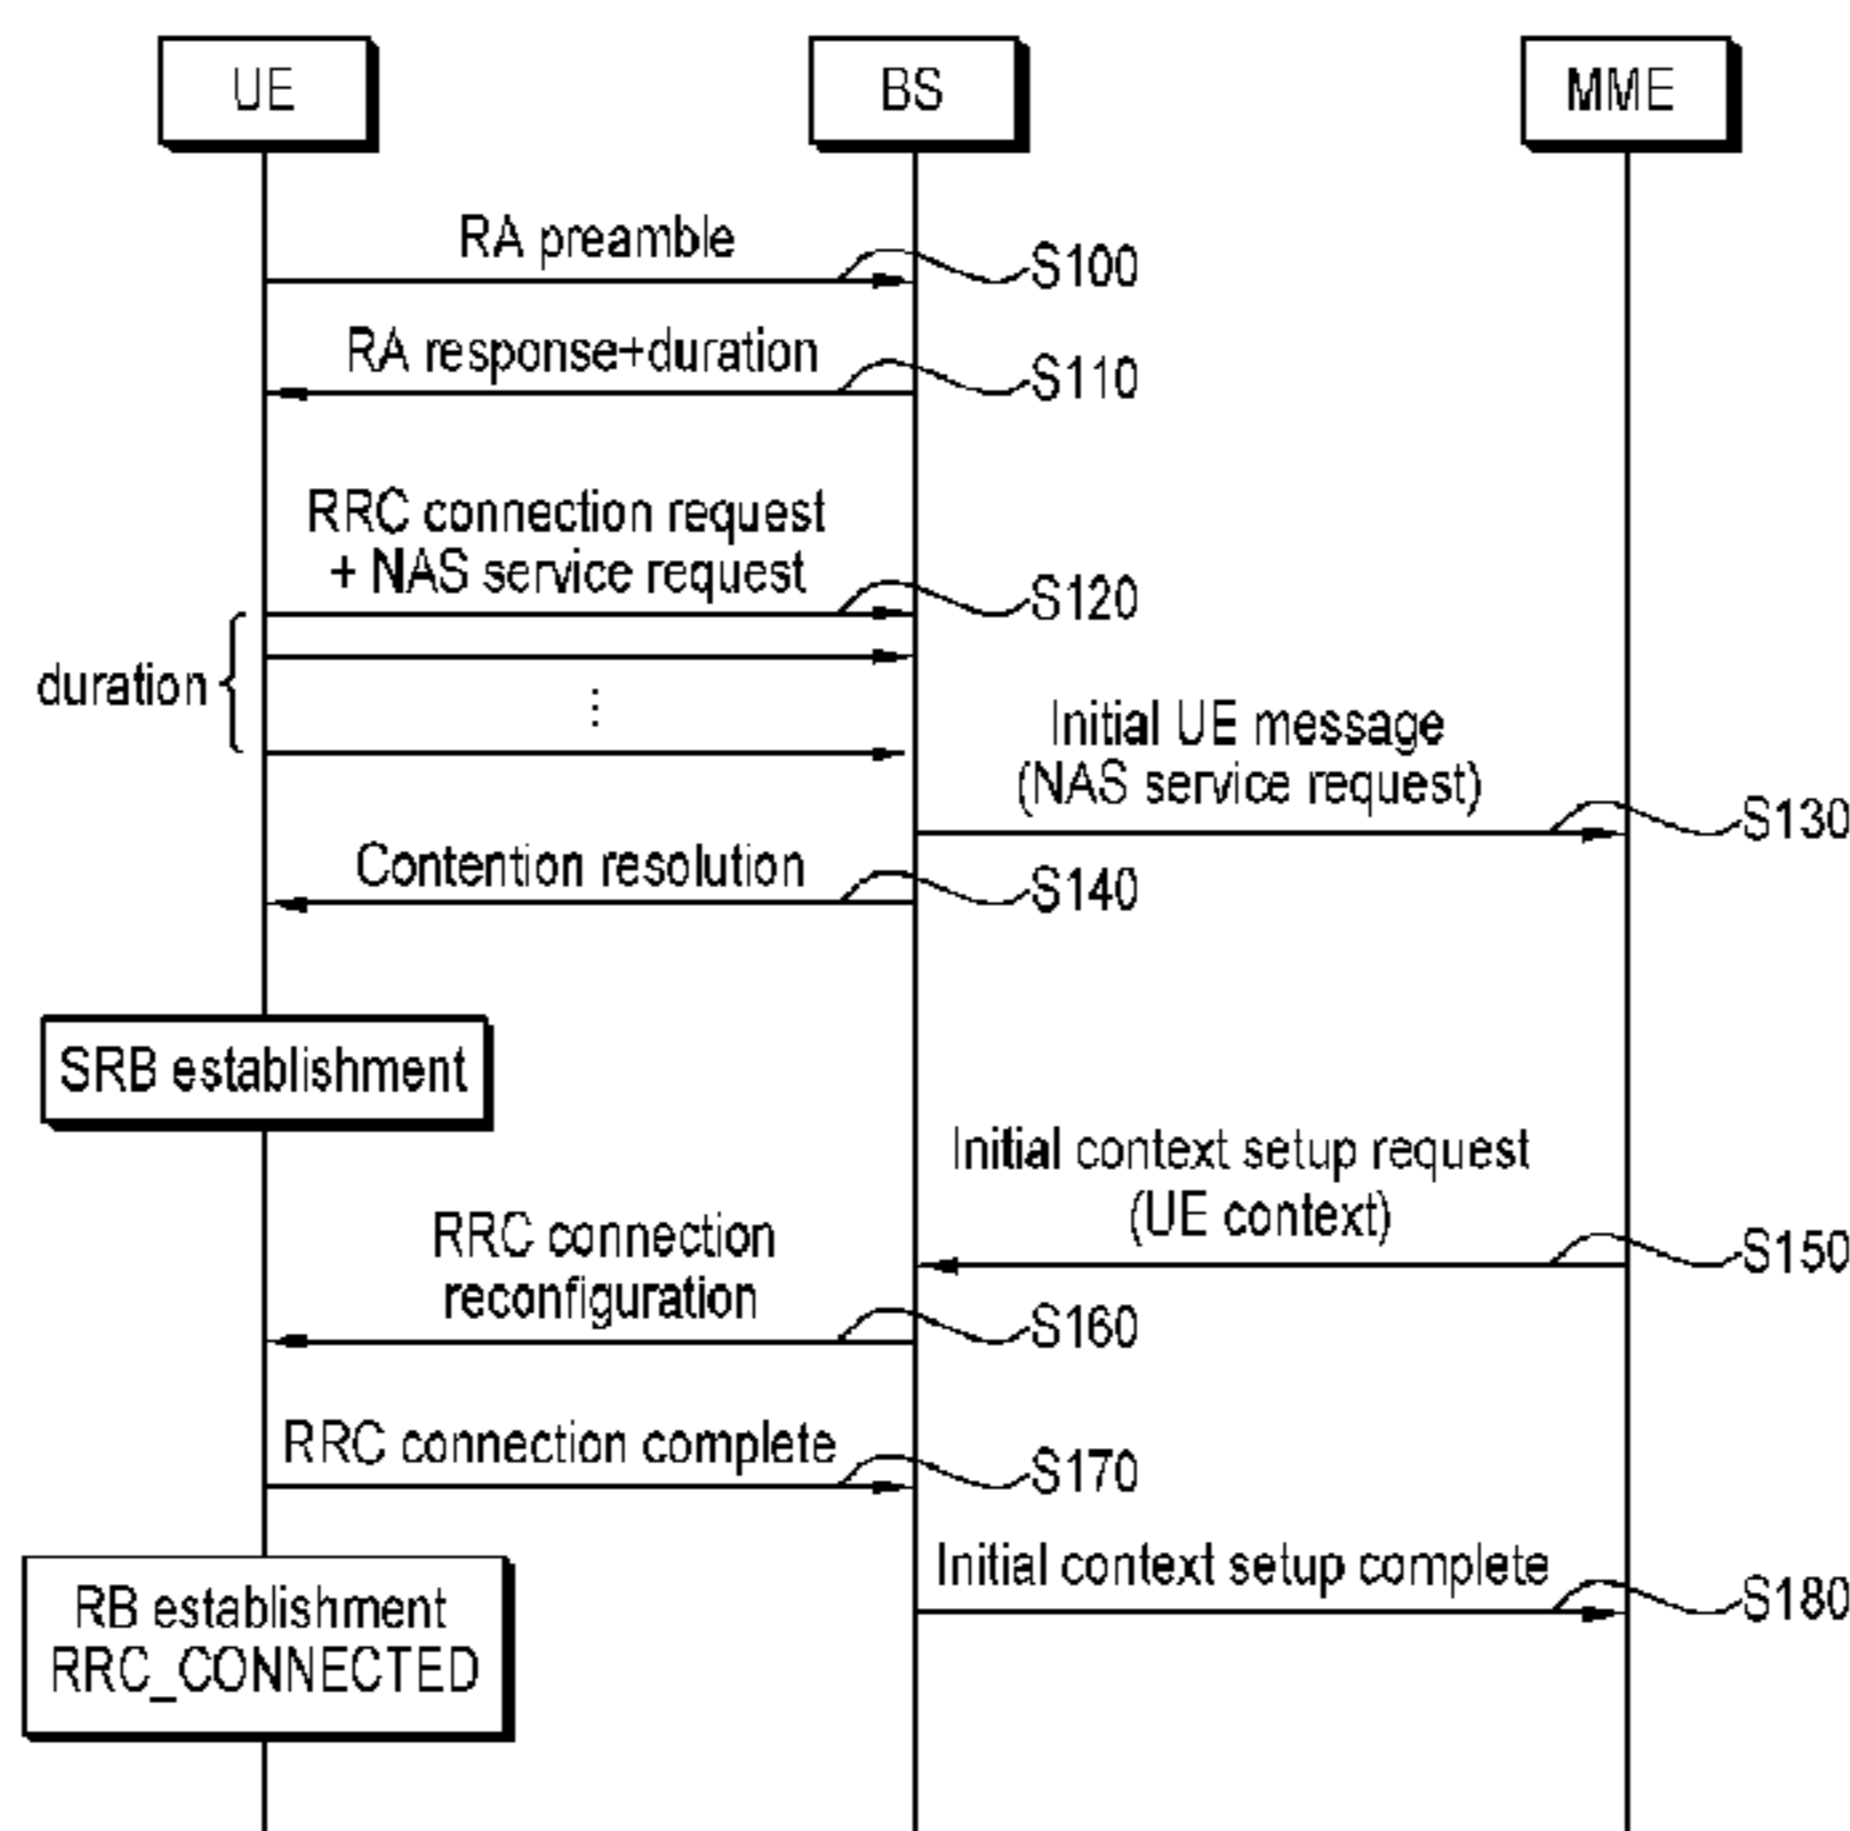 UE
BS
MME
RA preamble
S100
RA response+duration
S110
RRC connection request
+ NAS service request
S120
duration
Initial UE message
(NAS service request)
S130
Contention resolution
S140
SRB establishment
Initial context setup request
(UE context)
S150
RRC connection
reconfiguration
S160
RRC connection complete
S170
Initial context setup complete
S180
RB establishment
RRC_CONNECTED